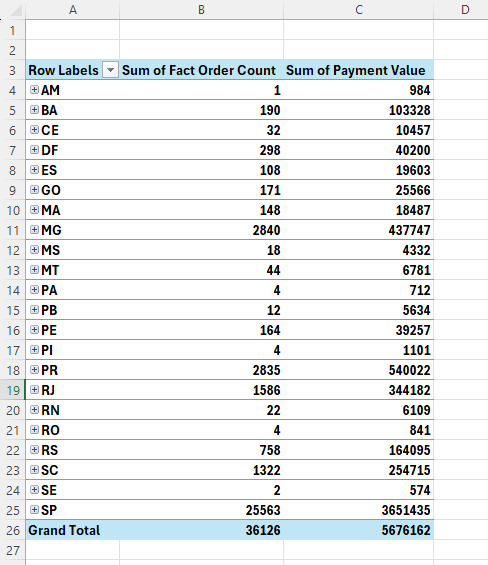 A B C D
1
2
3 Row Labels Sum of Fact Order Count Sum of Payment Value
4 AM 1 984
5 BA 190 103328
6 CE 32 10457
7 DF 298 40200
8 ES 108 19603
9 GO 171 25566
10 MA 148 18487
11 MG 2840 437747
12 MS 18 4332
13 MT 44 6781
14 PA 4 712
15 PB 12 5634
16 PE 164 39257
17 PI 4 1101
18 PR 2835 540022
19 RJ 1586 344182
20 RN 22 6109
21 RO 4 841
22 RS 758 164095
23 SC 1322 254715
24 SE 2 574
25 SP 25563 3651435
26 Grand Total 36126 5676162
27